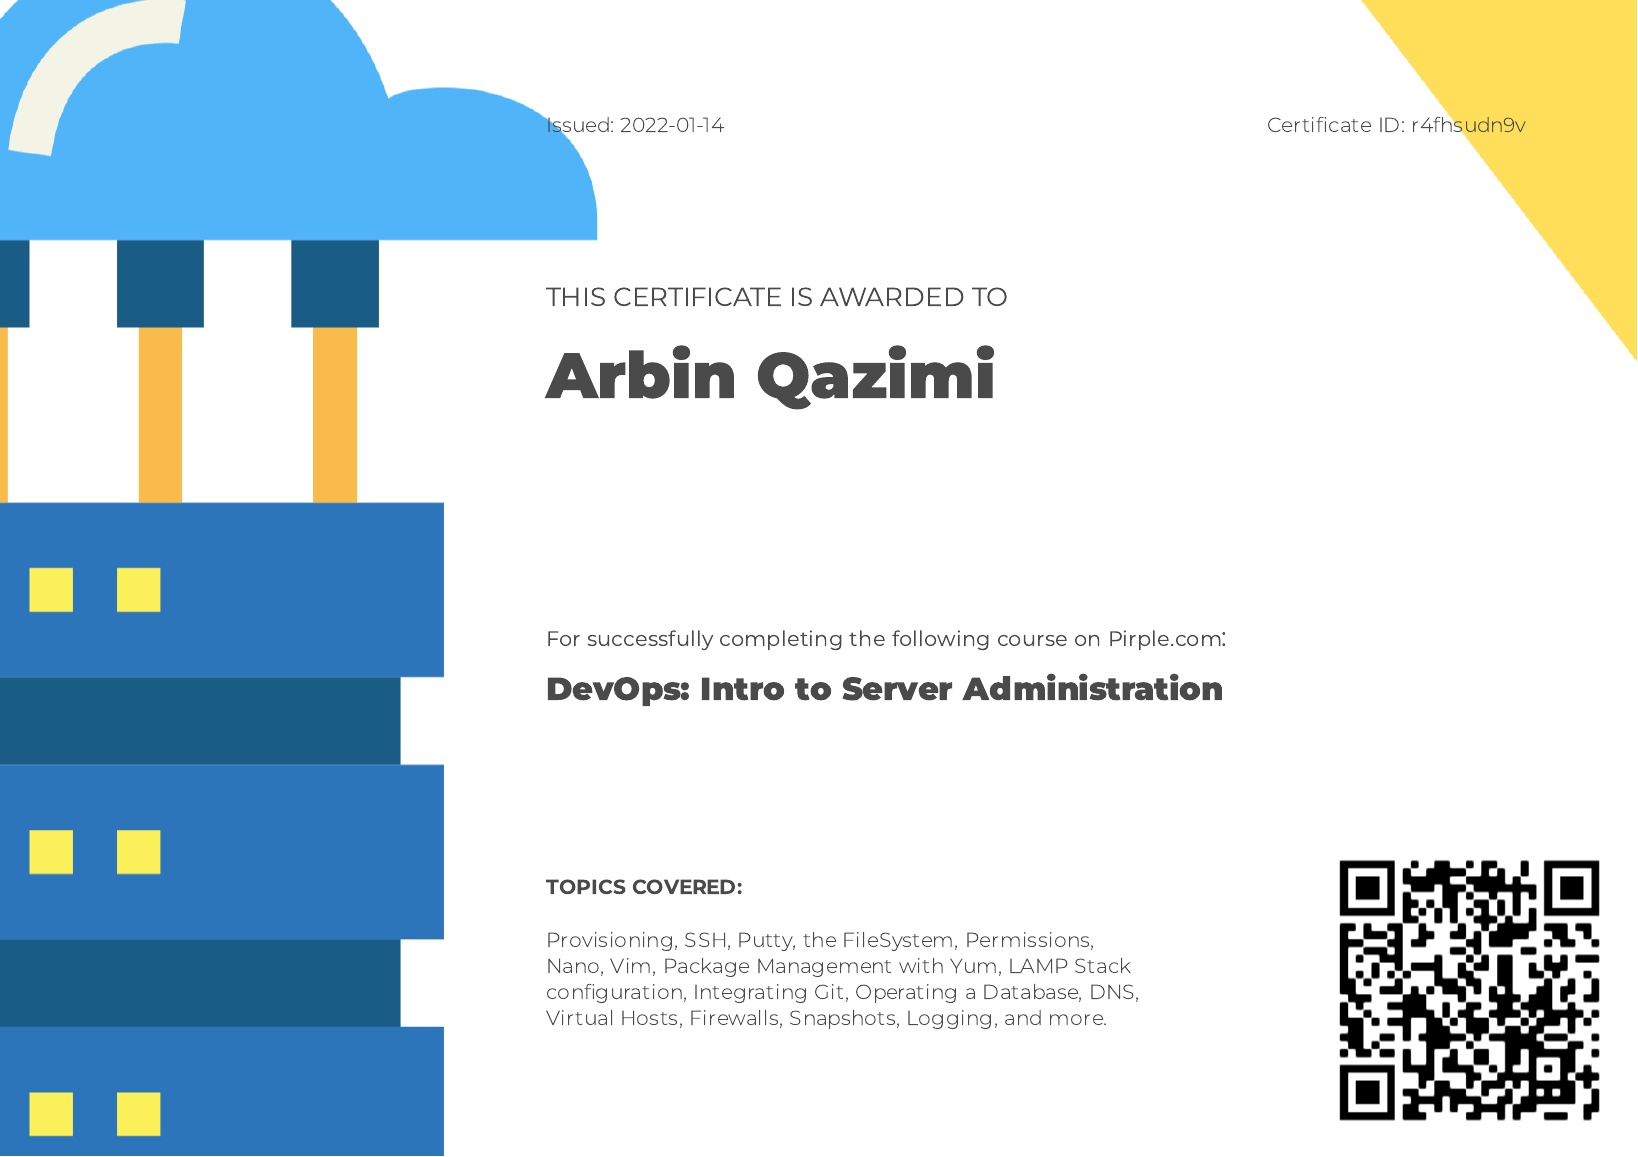 Issued: 2022-01-14
Certificate ID: r4fhsudn9v
THIS CERTIFICATE IS AWARDED TO
Arbin Qazimi
For successfully completing the following course on Pirple.com:
DevOps: Intro to Server Administration
TOPICS COVERED:
Provisioning, SSH, Putty, the FileSystem, Permissions,
Nano, Vim, Package Management with Yum, LAMP Stack
configuration, Integrating Git, Operating a Database, DNS,
Virtual Hosts, Firewalls, Snapshots, Logging, and more.